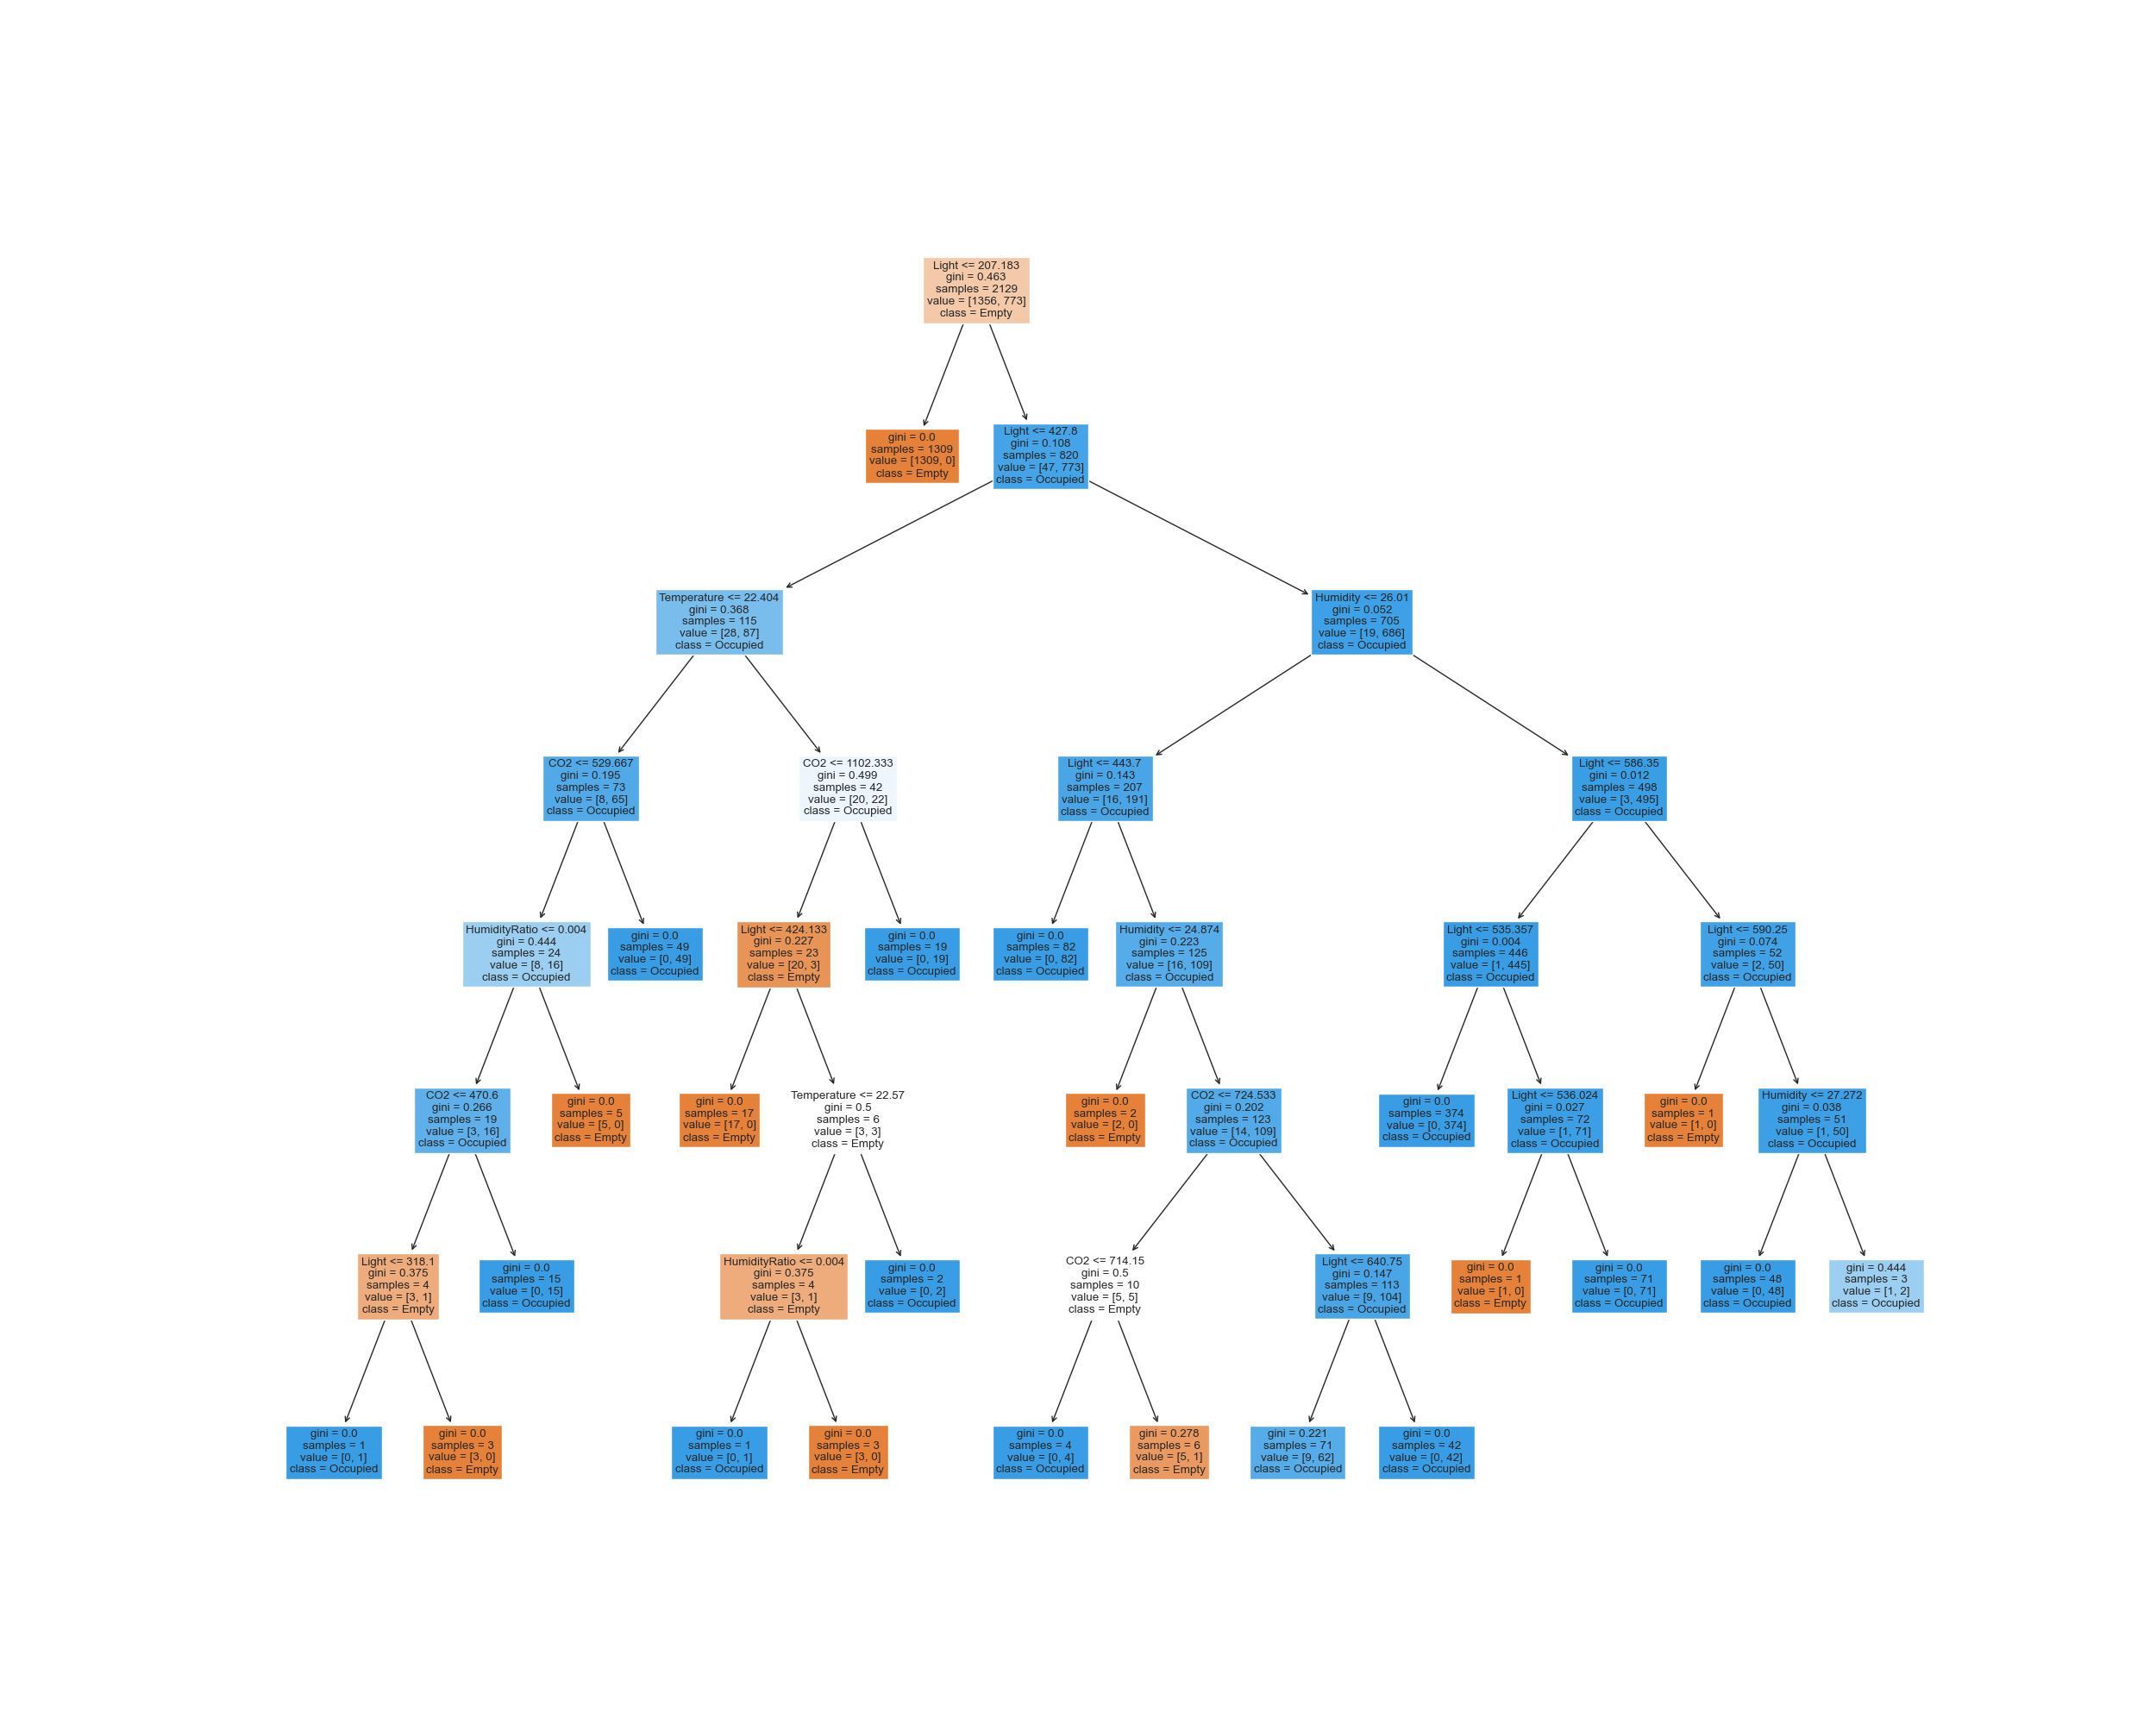 Light <= 207.183
gini = 0.463
samples = 2129
value = [1356, 773]
class = Empty
gini = 0.0
samples = 1309
value = [1309, 0]
class = Empty
Light <= 427.8
gini = 0.108
samples = 820
value = [47, 773]
class = Occupied
Temperature <= 22.404
gini = 0.368
samples = 115
value = [28, 87]
class = Occupied
Humidity <= 26.01
gini = 0.052
samples = 705
value = [19, 686]
class = Occupied
CO2 <= 529.667
gini = 0.195
samples = 73
value = [8, 65]
class = Occupied
CO2 <= 1102.333
gini = 0.499
samples = 42
value = [20, 22]
class = Occupied
Light <= 443.7
gini = 0.143
samples = 207
value = [16, 191]
class = Occupied
Light <= 586.35
gini = 0.012
samples = 498
value = [3, 495]
class = Occupied
HumidityRatio <= 0.004
gini = 0.444
samples = 24
value = [8, 16]
class = Occupied
gini = 0.0
samples = 49
value = [0, 49]
class = Occupied
Light <= 424.133
gini = 0.227
samples = 23
value = [20, 3]
class = Empty
gini = 0.0
samples = 19
value = [0, 19]
class = Occupied
gini = 0.0
samples = 82
value = [0, 82]
class = Occupied
Humidity <= 24.874
gini = 0.223
samples = 125
value = [16, 109]
class = Occupied
Light <= 535.357
gini = 0.004
samples = 446
value = [1, 445]
class = Occupied
Light <= 590.25
gini = 0.074
samples = 52
value = [2, 50]
class = Occupied
CO2 <= 470.6
gini = 0.266
samples = 19
value = [3, 16]
class = Occupied
gini = 0.0
samples = 5
value = [5, 0]
class = Empty
gini = 0.0
samples = 17
value = [17, 0]
class = Empty
Temperature <= 22.57
gini = 0.5
samples = 6
value = [3, 3]
class = Empty
gini = 0.0
samples = 2
value = [2, 0]
class = Empty
CO2 <= 724.533
gini = 0.202
samples = 123
value = [14, 109]
class = Occupied
gini = 0.0
samples = 374
value = [0, 374]
class = Occupied
Light <= 536.024
gini = 0.027
samples = 72
value = [1, 71]
class = Occupied
gini = 0.0
samples = 1
value = [1, 0]
class = Empty
Humidity <= 27.272
gini = 0.038
samples = 51
value = [1, 50]
class = Occupied
Light <= 318.1
gini = 0.375
samples = 4
value = [3, 1]
class = Empty
gini = 0.0
samples = 15
value = [0, 15]
class = Occupied
HumidityRatio <= 0.004
gini = 0.375
samples = 4
value = [3, 1]
class = Empty
gini = 0.0
samples = 2
value = [0, 2]
class = Occupied
CO2 <= 714.15
gini = 0.5
samples = 10
value = [5, 5]
class = Empty
Light <= 640.75
gini = 0.147
samples = 113
value = [9, 104]
class = Occupied
gini = 0.0
samples = 1
value = [1, 0]
class = Empty
gini = 0.0
samples = 71
value = [0, 71]
class = Occupied
gini = 0.0
samples = 48
value = [0, 48]
class = Occupied
gini = 0.444
samples = 3
value = [1, 2]
class = Occupied
gini = 0.0
samples = 1
value = [0, 1]
class = Occupied
gini = 0.0
samples = 3
value = [3, 0]
class = Empty
gini = 0.0
samples = 1
value = [0, 1]
class = Occupied
gini = 0.0
samples = 3
value = [3, 0]
class = Empty
gini = 0.0
samples = 4
value = [0, 4]
class = Occupied
gini = 0.278
samples = 6
value = [5, 1]
class = Empty
gini = 0.221
samples = 71
value = [9, 62]
class = Occupied
gini = 0.0
samples = 42
value = [0, 42]
class = Occupied